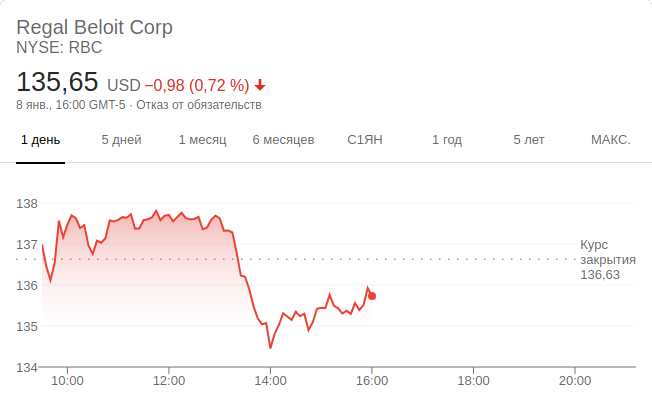 Regal Beloit Corp
NYSE: RBC
135,65 USD −0,98 (0,72 %)
8 янв., 16:00 GMT-5 · Отказ от обязательств
1 день 5 дней 1 месяц 6 месяцев С1ЯН 1 год 5 лет МАКС.
138
137
136
135
134
Курс
закрытия
136,63
10:00 12:00 14:00 16:00 18:00 20:00